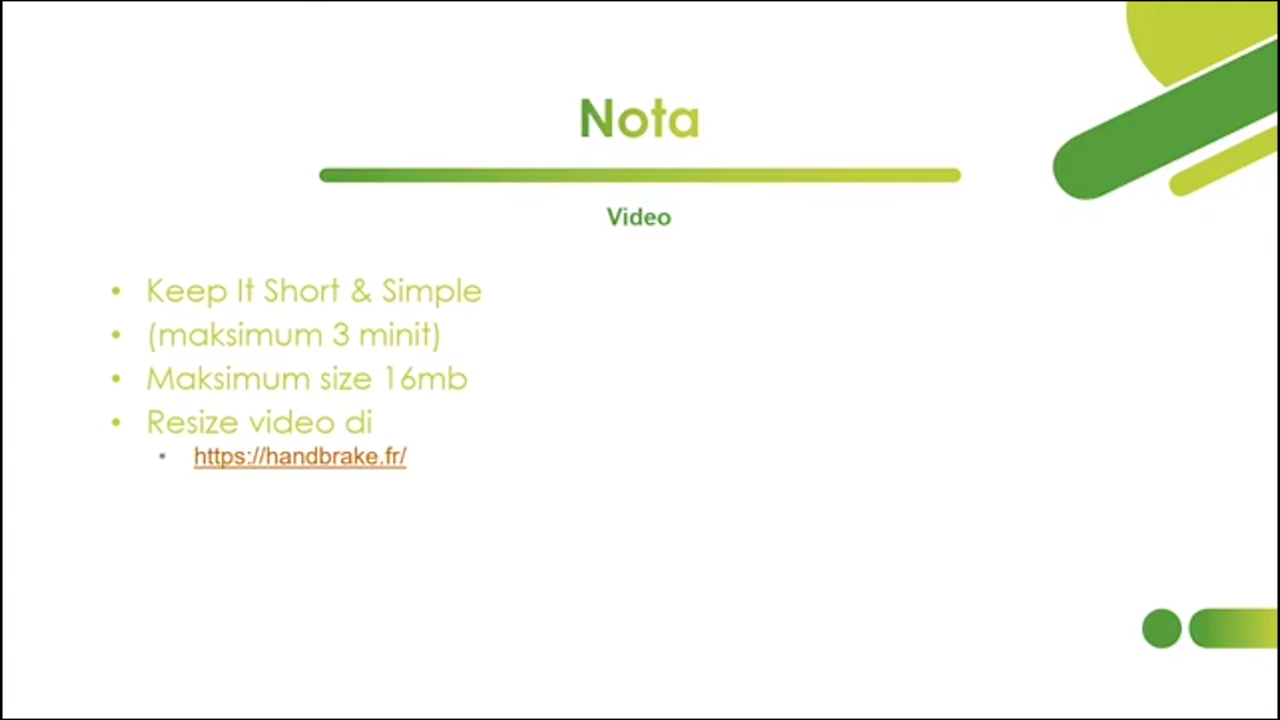 Nota
Video
• Keep It Short & Simple
• (maksimum 3 minit)
• Maksimum size 16mb
• Resize video di
• https://handbrake.fr/